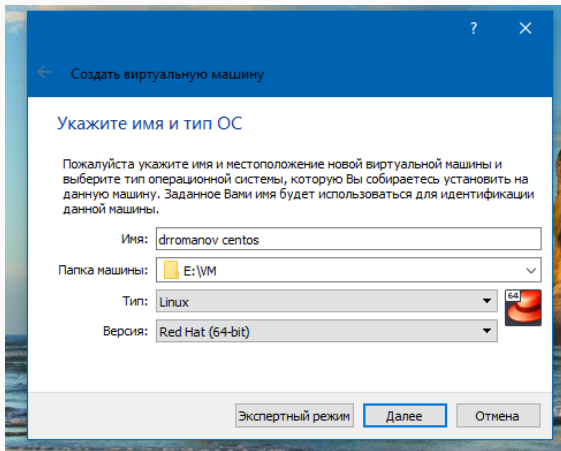 ?
Создать виртуальную машину
Укажите имя и тип ОС
Пожалуйста укажите имя и местоположение новой виртуальной машины и
выберите тип операционной системы, которую Вы собираетесь установить на
данную машину. Заданное Вами имя будет использоваться для идентификации
данной машины.
Имя: drromanov centos
Папка машины: E:\VM
Тип: Linux
64
Версия: Red Hat (64-bit)
Экспертный режим Далее Отмена